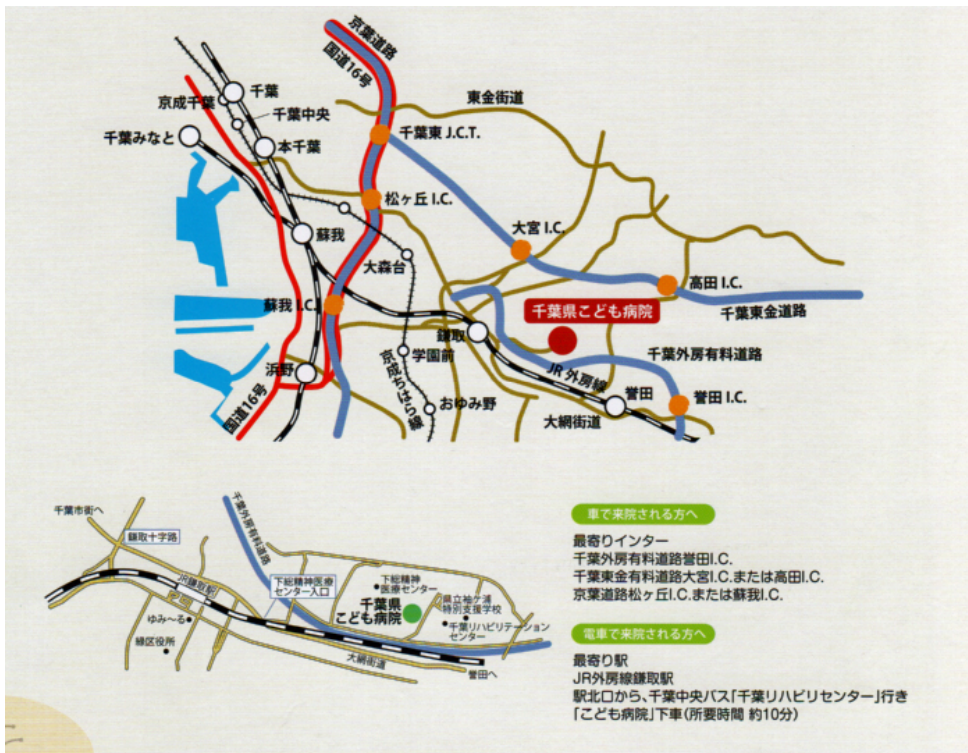 京葉道路
国道16号
東金街道
千葉
京成千葉
千葉中央
千葉みなと
本千葉
千葉東 J.C.T.
松ヶ丘 I.C.
大宮 I.C.
蘇我
大森台
高田 I.C.
千葉東金道路
蘇我 I.C.
千葉県こども病院
鎌取
学園前
千葉外房有料道路
JR外房線
浜野
京成ちはら線
誉田
誉田 I.C.
おゆみ野
大網街道
国道16号
千葉市街へ
鎌取十字路
千葉外房有料道路
JR鎌取駅
下総精神医療
センター入口
下総精神
医療センター
千葉県
こども病院
県立袖ケ浦
特別支援学校
千葉リハビリテーション
センター
ゆみ〜る
緑区役所
大網街道
誉田へ
車で来院される方へ
最寄りインター
千葉外房有料道路誉田I.C.
千葉東金有料道路大宮I.C.または高田I.C.
京葉道路松ヶ丘I.C.または蘇我I.C.
電車で来院される方へ
最寄り駅
JR外房線鎌取駅
駅北口から、千葉中央バス「千葉リハビリセンター」行き
「こども病院」下車(所要時間 約10分)